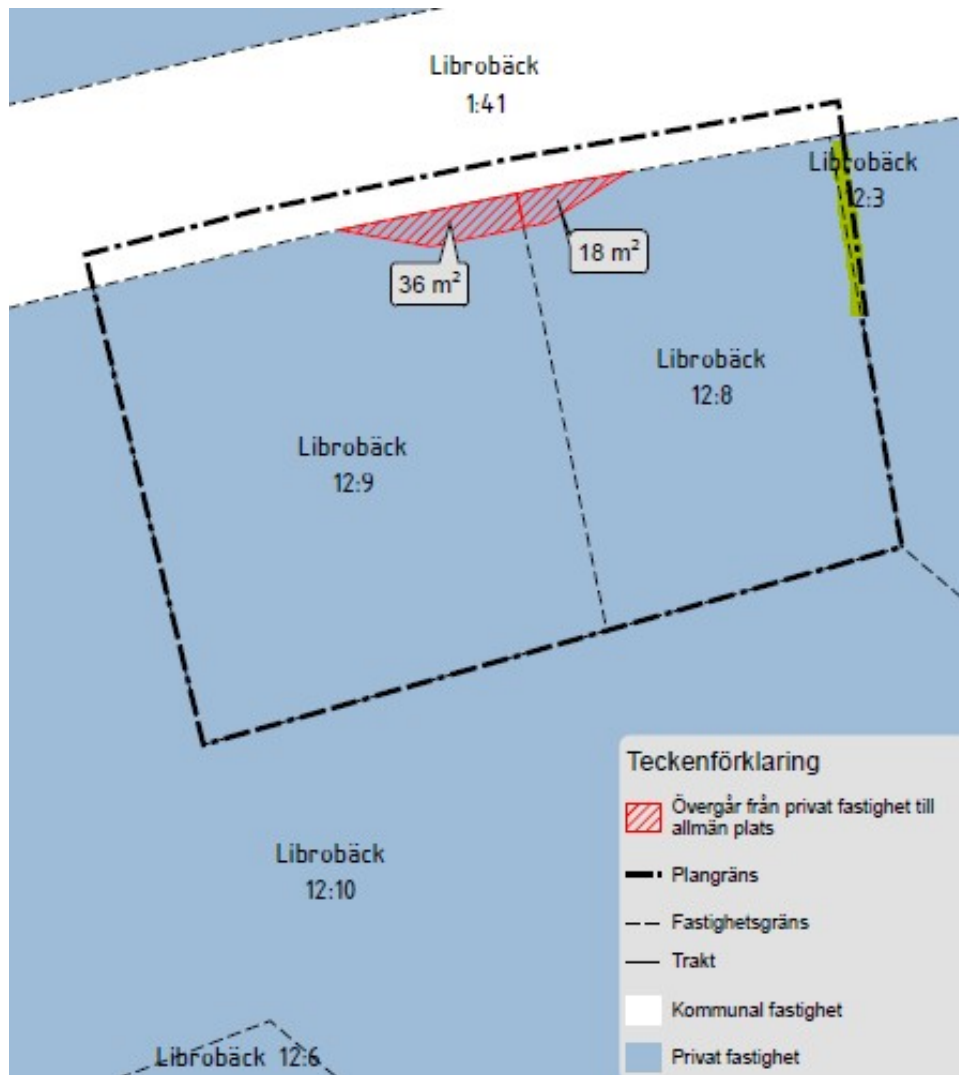 Librobäck
1:41
Librobäck
12:3
36 m²
18 m²
Librobäck
12:8
Librobäck
12:9
Librobäck
12:10
Librobäck 12:6
Teckenförklaring
Övergår från privat fastighet till
allmän plats
Plangräns
Fastighetsgräns
Trakt
Kommunal fastighet
Privat fastighet